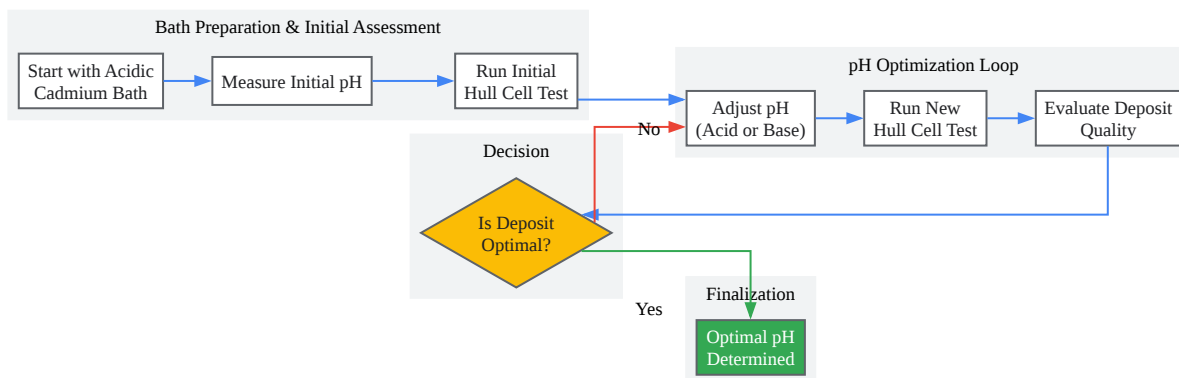 Bath Preparation & Initial Assessment
Start with Acidic
Cadmium Bath
Measure Initial pH
Run Initial
Hull Cell Test
pH Optimization Loop
Adjust pH
(Acid or Base)
Run New
Hull Cell Test
Evaluate Deposit
Quality
No
Decision
Is Deposit
Optimal?
Yes
Finalization
Optimal pH
Determined